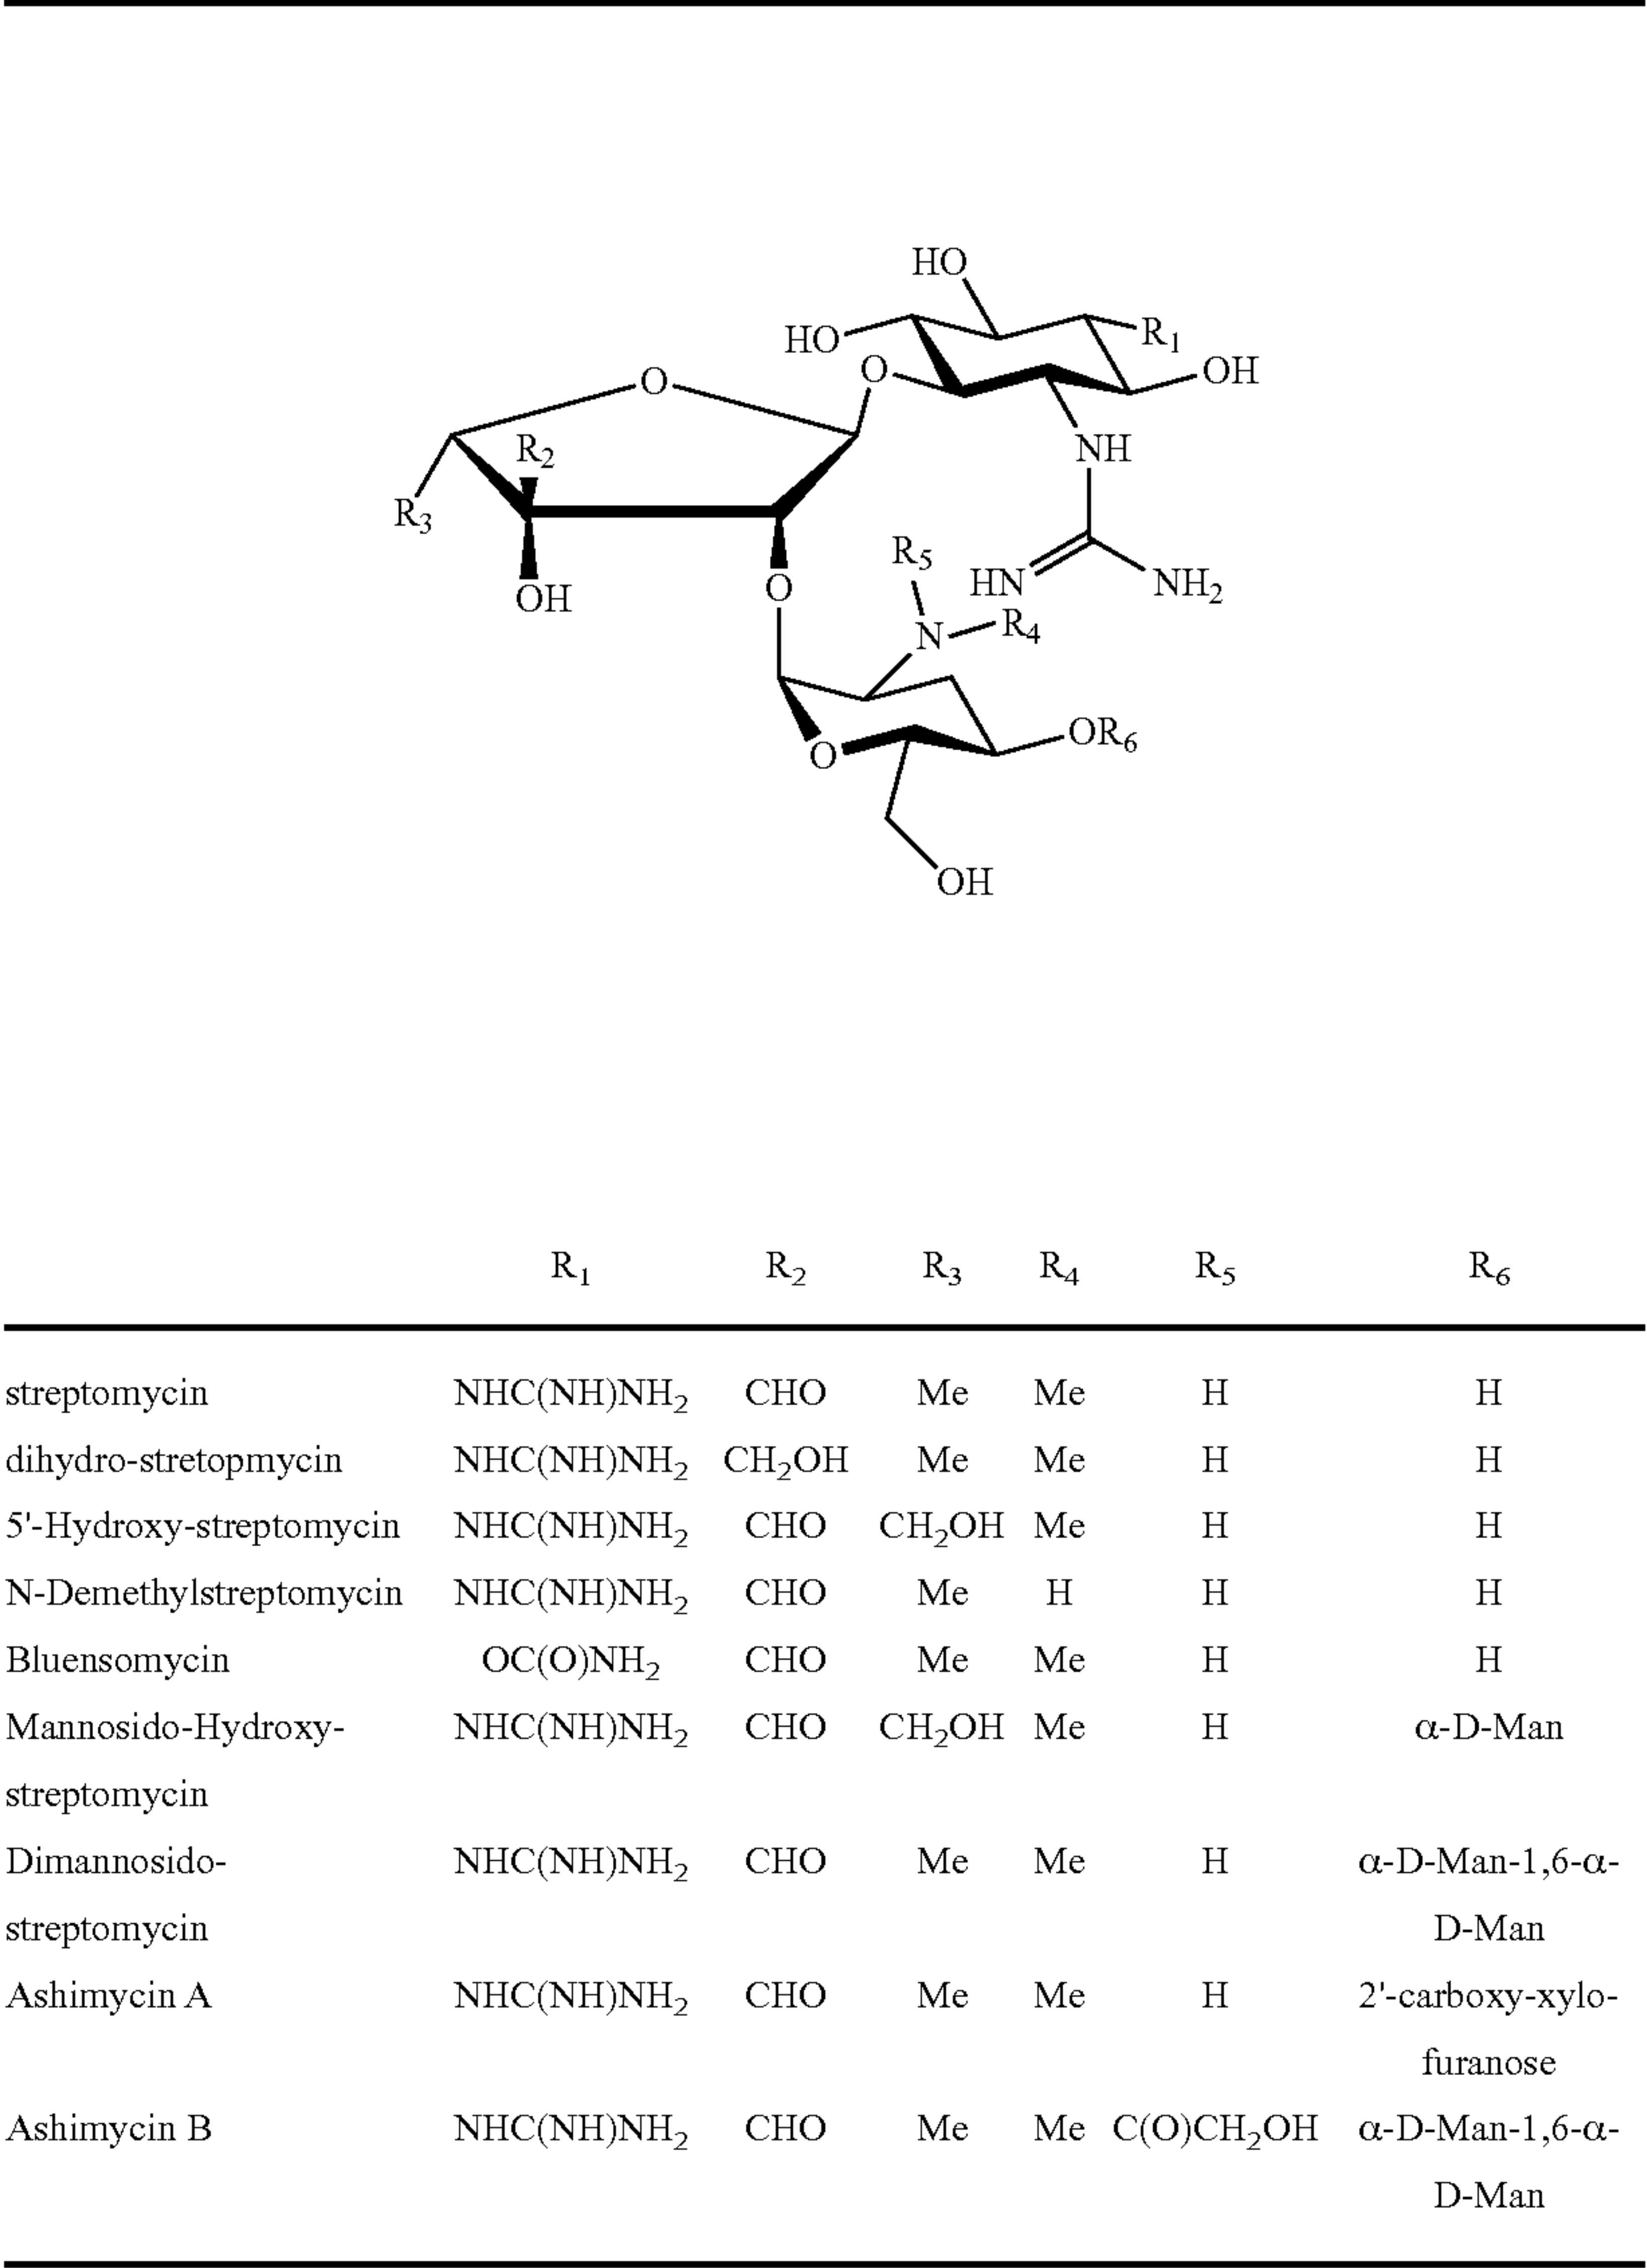 HO
HO
R1
O
OH
O
R2
NH
R3
R5
HN
NH2
O
OH
R4
N
OR6
O
OH
R1 R2 R3 R4 R5 R6
streptomycin NHC(NH)NH2 CHO Me Me H H
dihydro-stretopmycin NHC(NH)NH2 CH2OH Me Me H H
5'-Hydroxy-streptomycin NHC(NH)NH2 CHO CH2OH Me H H
N-Demethylstreptomycin NHC(NH)NH2 CHO Me H H H
Bluensomycin OC(O)NH2 CHO Me Me H H
Mannosido-Hydroxy- NHC(NH)NH2 CHO CH2OH Me H α-D-Man
streptomycin
Dimannosido- NHC(NH)NH2 CHO Me Me H α-D-Man-1,6-α-
streptomycin D-Man
Ashimycin A NHC(NH)NH2 CHO Me Me H 2'-carboxy-xylo-
furanose
Ashimycin B NHC(NH)NH2 CHO Me Me C(O)CH2OH α-D-Man-1,6-α-
D-Man